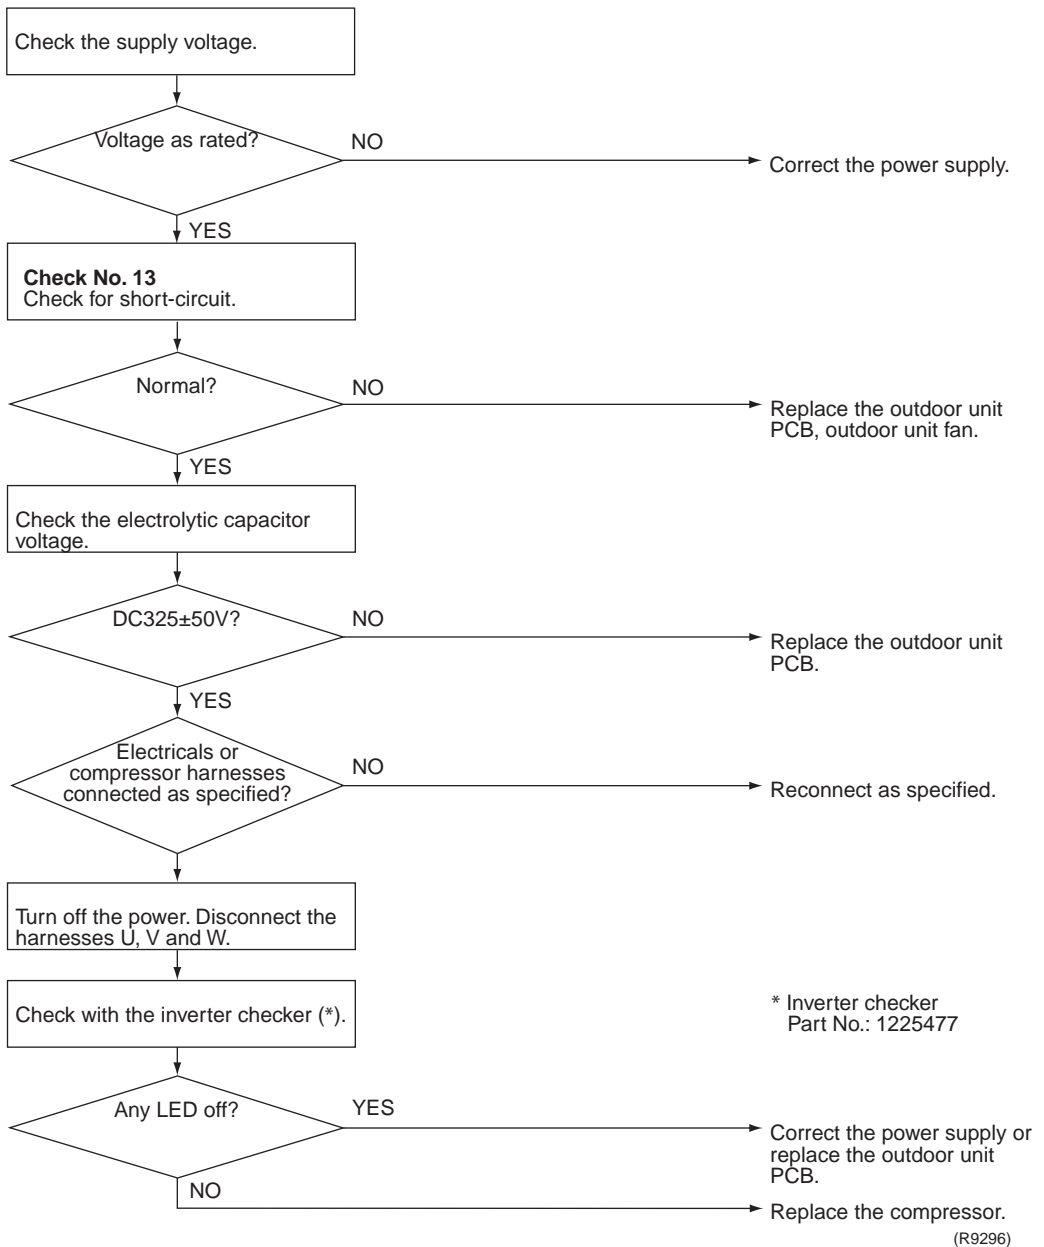 Check the supply voltage.
Voltage as rated?
NO
Correct the power supply.
YES
Check No. 13
Check for short-circuit.
Normal?
NO
Replace the outdoor unit
PCB, outdoor unit fan.
YES
Check the electrolytic capacitor
voltage.
DC325±50V?
NO
Replace the outdoor unit
PCB.
YES
Electricals or
compressor harnesses
connected as specified?
NO
Reconnect as specified.
Turn off the power. Disconnect the
harnesses U, V and W.
Check with the inverter checker (*).
* Inverter checker
Part No.: 1225477
Any LED off?
YES
Correct the power supply or
replace the outdoor unit
PCB.
NO
Replace the compressor.
(R9296)